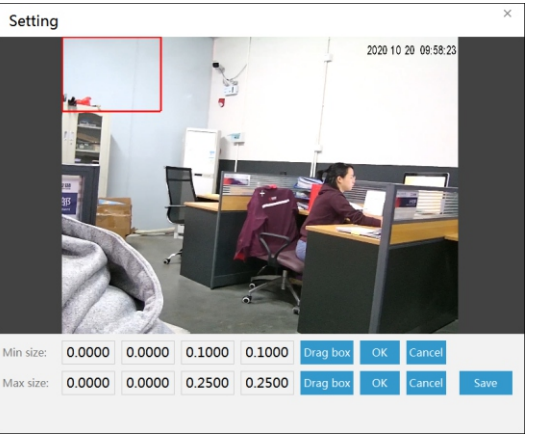 Setting
×
2020 10 20 09:58:23
部
Min size: 0.0000 0.0000 0.1000 0.1000 Drag box OK Cancel
Max size: 0.0000 0.0000 0.2500 0.2500 Drag box OK Cancel Save